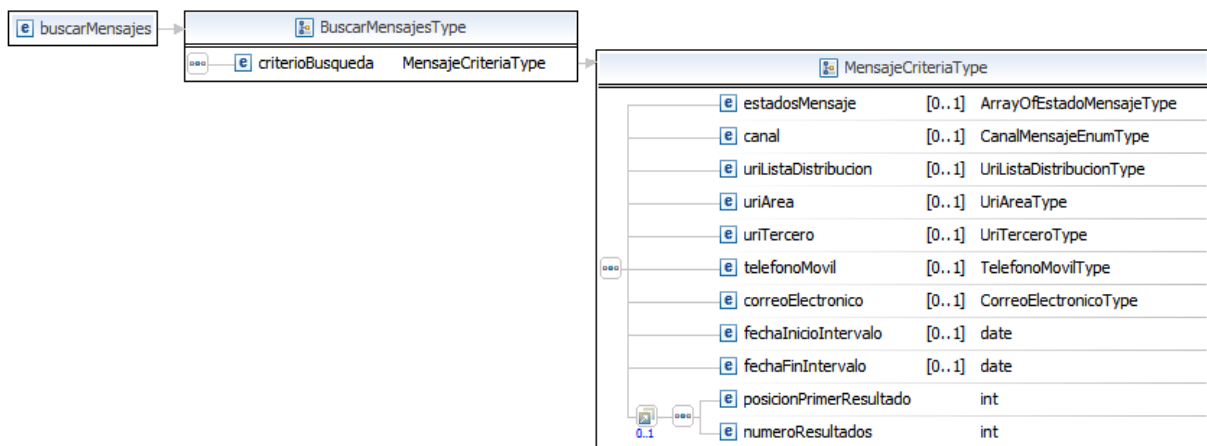 buscarMensajes
BuscarMensajesType
criterioBusqueda MensajeCriteriaType
MensajeCriteriaType
e estadosMensaje [0..1] ArrayOfEstadoMensajeType
e canal [0..1] CanalMensajeEnumType
e uriListaDistribucion [0..1] UriListaDistribucionType
e uriArea [0..1] UriAreaType
e uriTercero [0..1] UriTerceroType
e telefonoMovil [0..1] TelefonoMovilType
e correoElectronico [0..1] CorreoElectronicoType
e fechaInicioIntervalo [0..1] date
e fechaFinIntervalo [0..1] date
e posicionPrimerResultado int
0..1
e numeroResultados int